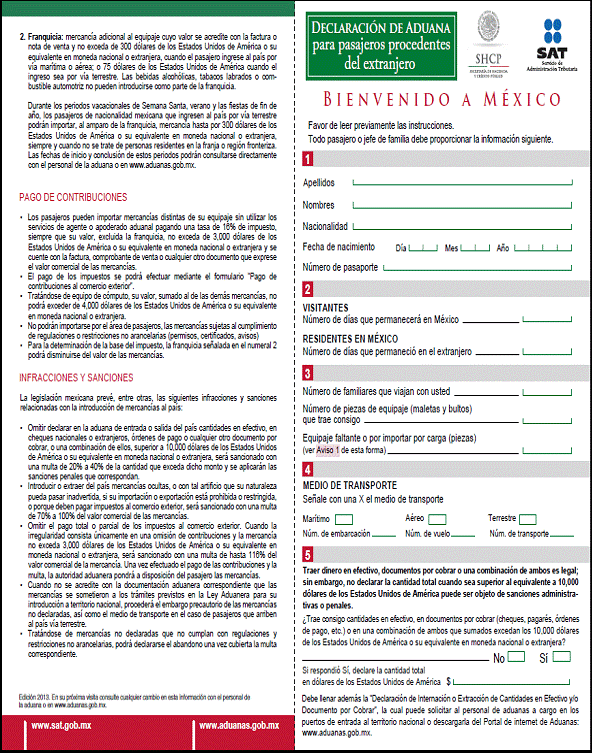 2. Franquicia: mercancía adicional al equipaje cuyo valor se acredite con la factura o
nota de venta y no exceda de 300 dólares de los Estados Unidos de América o su
equivalente en moneda nacional o extranjera, cuando el pasajero ingrese al país por
vía marítima o aérea; o 75 dólares de los Estados Unidos de América cuando el
ingreso sea por vía terrestre. Las bebidas alcohólicas, tabacos labrados o com-
bustible automotriz no pueden introducirse como parte de la franquicia.
Durante los periodos vacacionales de Semana Santa, verano y las fiestas de fin de
año, los pasajeros de nacionalidad mexicana que ingresen al país por vía terrestre
podrán importar, al amparo de la franquicia, mercancía hasta por 300 dólares de los
Estados Unidos de América o su equivalente en moneda nacional o extranjera,
siempre y cuando no se trate de personas residentes en la franja o región fronteriza.
Las fechas de inicio y conclusión de estos periodos podrán consultarse directamente
con el personal de la aduana o en www.aduanas.gob.mx.
PAGO DE CONTRIBUCIONES
• Los pasajeros pueden importar mercancías distintas de su equipaje sin utilizar los
servicios de agente o apoderado aduanal pagando una tasa de 16% de impuesto,
siempre que su valor, excluida la franquicia, no exceda de 3,000 dólares de los
Estados Unidos de América o su equivalente en moneda nacional o extranjera y se
cuente con la factura, comprobante de venta o cualquier otro documento que exprese
el valor comercial de las mercancías.
• El pago de los impuestos se podrá efectuar mediante el formulario "Pago de
contribuciones al comercio exterior".
• Tratándose de equipo de cómputo, su valor, sumado al de las demás mercancías, no
podrá exceder de 4,000 dólares de los Estados Unidos de América o su equivalente
en moneda nacional o extranjera.
• No podrán importarse por el área de pasajeros, las mercancías sujetas al cumplimiento
de regulaciones o restricciones no arancelarias (permisos, certificados, avisos)
• Para la determinación de la base del impuesto, la franquicia señalada en el numeral 2
podrá disminuirse del valor de las mercancías.
INFRACCIONES Y SANCIONES
La legislación mexicana prevé, entre otras, las siguientes infracciones y sanciones
relacionadas con la introducción de mercancías al país:
• Omitir declarar en la aduana de entrada o salida del país cantidades en efectivo, en
cheques nacionales o extranjeros, órdenes de pago o cualquier otro documento por
cobrar, o una combinación de ellos, superior a 10,000 dólares de los Estados Unidos
de América o su equivalente en moneda nacional o extranjera, será sancionado con
una multa de 20% a 40% de la cantidad que exceda dicho monto y se aplicarán las
sanciones penales que correspondan.
• Introducir o extraer del país mercancías ocultas, o con tal artificio que su naturaleza
pueda pasar inadvertida, si su importación o exportación está prohibida o restringida,
o porque deben pagar impuestos al comercio exterior, será sancionado con una multa
de 70% a 100% del valor comercial de las mercancías.
• Omitir el pago total o parcial de los impuestos al comercio exterior. Cuando la
irregularidad consista únicamente en una omisión de contribuciones y la mercancía
no exceda 3,000 dólares de los Estados Unidos de América o su equivalente en
moneda nacional o extranjera, será sancionado con una multa de hasta 116% del
valor comercial de la mercancía. Una vez efectuado el pago de las contribuciones y la
multa, la autoridad aduanera pondrá a disposición del pasajero las mercancías.
• Cuando no se acredite con la documentación aduanera correspondiente que las
mercancías se sometieron a los trámites previstos en la Ley Aduanera para su
introducción a territorio nacional, procederá el embargo precautorio de las mercancías
no declaradas, así como el medio de transporte en el caso de pasajeros que arriben
al país vía terrestre.
• Tratándose de mercancías no declaradas que no cumplan con regulaciones y
restricciones no arancelarias, podrá declararse el abandono una vez cubierta la multa
correspondiente.
Edición 2013. En su próxima visita consulte cualquier cambio en esta información con el personal de
la aduana o en www.aduanas.gob.mx.
www.sat.gob.mx
www.aduanas.gob.mx
DECLARACIÓN DE ADUANA
para pasajeros procedentes
del extranjero
SHCP
SECRETARÍA DE HACIENDA
Y CRÉDITO PÚBLICO
SAT
Servicio de
Administración Tributaria
BIENVENIDO A MÉXICO
Favor de leer previamente las instrucciones.
Todo pasajero o jefe de familia debe proporcionar la información siguiente.
1
Apellidos
Nombres
Nacionalidad
Fecha de nacimiento Día Mes Año
Número de pasaporte
2
VISITANTES
Número de días que permanecerá en México
RESIDENTES EN MÉXICO
Número de días que permaneció en el extranjero
3
Número de familiares que viajan con usted
Número de piezas de equipaje (maletas y bultos)
que trae consigo
Equipaje faltante o por importar por carga (piezas)
(ver Aviso 1 de esta forma)
4
MEDIO DE TRANSPORTE
Señale con una X el medio de transporte
Marítimo Aéreo Terrestre
Núm. de embarcación Núm. de vuelo Núm. de transporte
5
Traer dinero en efectivo, documentos por cobrar o una combinación de ambos es legal;
sin embargo, no declarar la cantidad total cuando sea superior al equivalente a 10,000
dólares de los Estados Unidos de América puede ser objeto de sanciones administra-
tivas o penales.
¿Trae consigo cantidades en efectivo, en documentos por cobrar (cheques, pagarés, órdenes
de pago, etc.) o en una combinación de ambos que sumados excedan los 10,000 dólares
de los Estados Unidos de América o su equivalente en moneda nacional o extranjera?
No Sí
Si respondió Sí, declare la cantidad total
en dólares de los Estados Unidos de América $
Debe llenar además la "Declaración de Internación o Extracción de Cantidades en Efectivo y/o
Documento por Cobrar", la cual puede solicitar al personal de aduanas a cargo en los
puertos de entrada al territorio nacional o descargarla del Portal de internet de Aduanas:
www.aduanas.gob.mx.